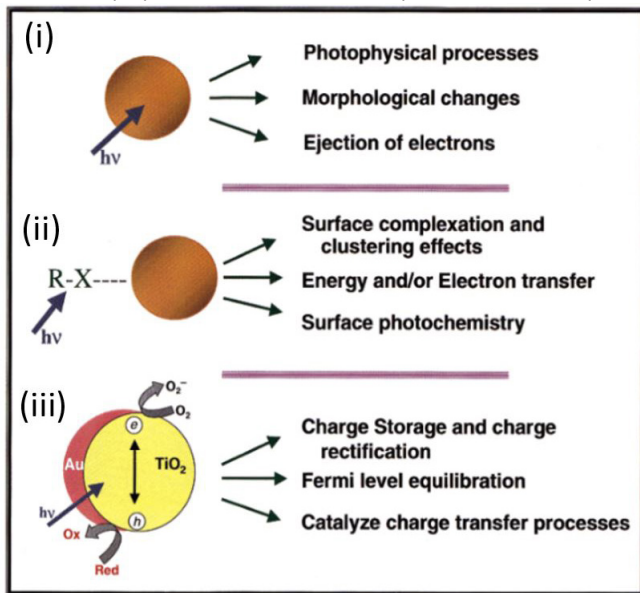 (i)
Photophysical processes
Morphological changes
Ejection of electrons
hν
(ii)
Surface complexation and
clustering effects
R-X----
Energy and/or Electron transfer
Surface photochemistry
hν
(iii)
O₂⁻
O₂
e
Charge Storage and charge
rectification
Au
TiO₂
Fermi level equilibration
hν
h
Catalyze charge transfer processes
Ox
Red